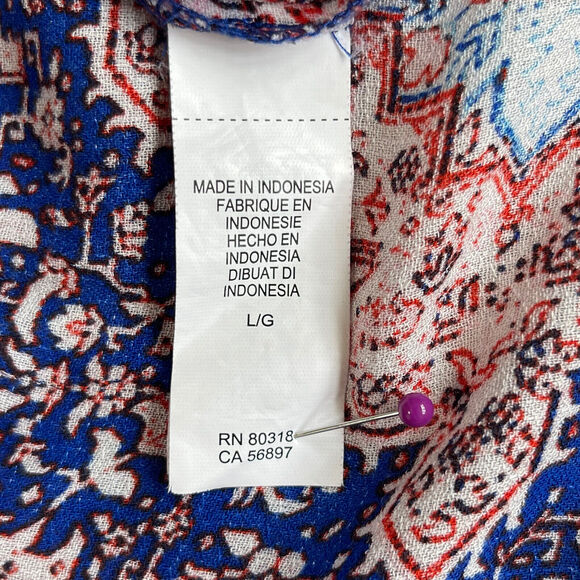 MADE IN INDONESIA
FABRIQUE EN
INDONESIE
HECHO EN
INDONESIA
DIBUAT DI
INDONESIA
L/G
RN 80318
CA 56897